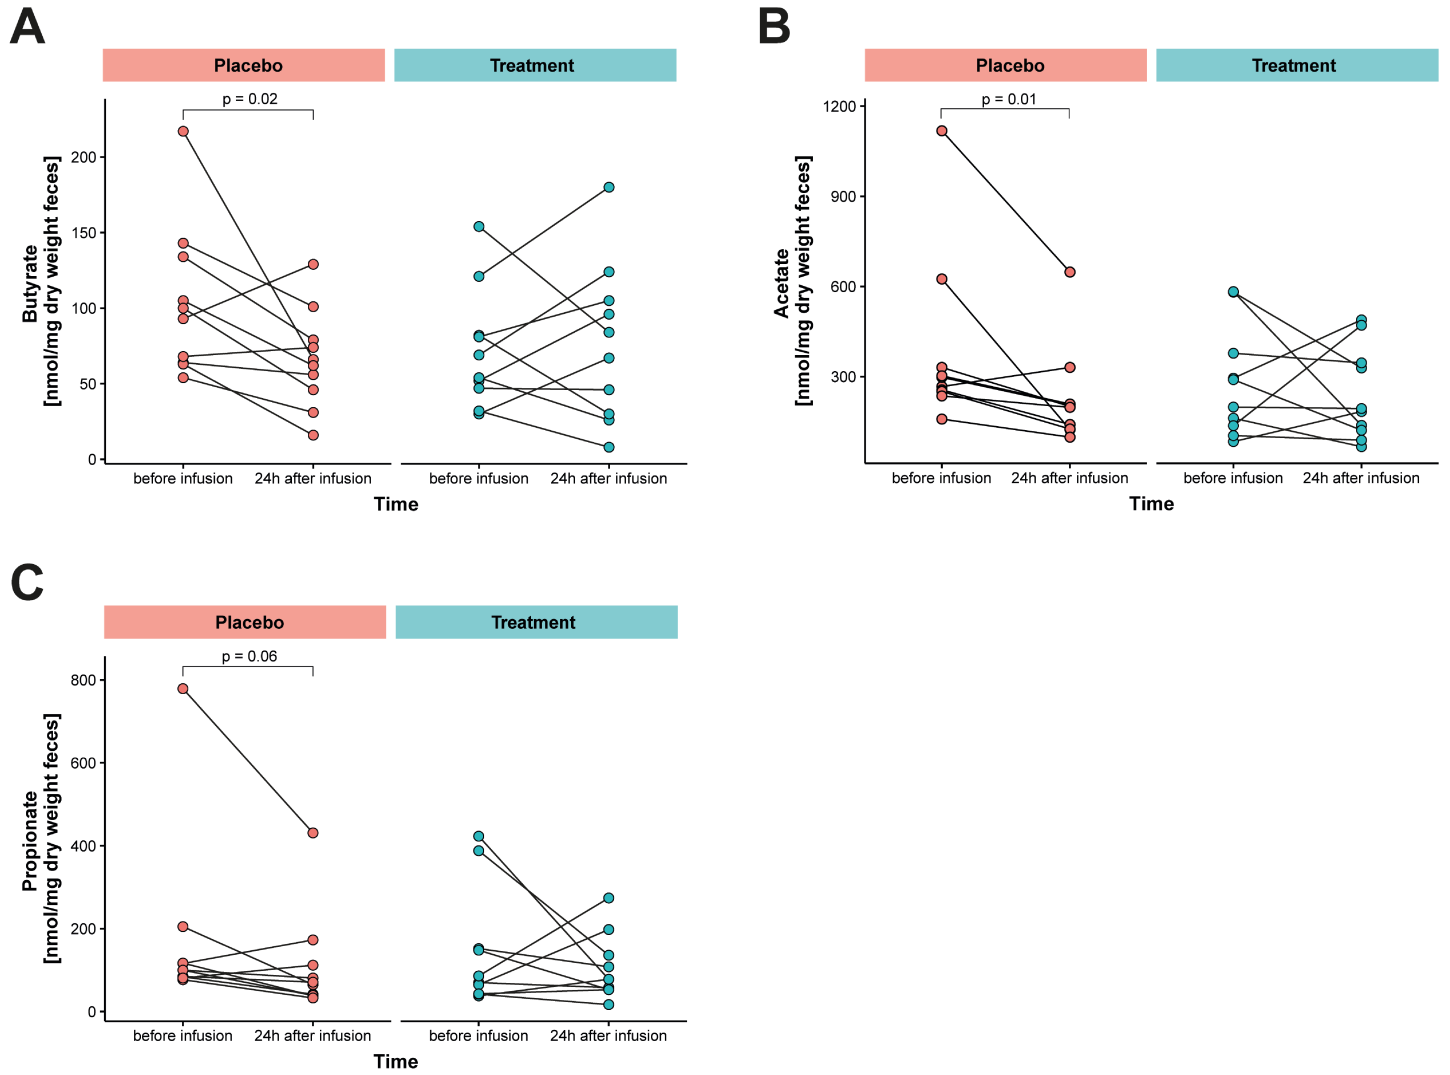 A
Placebo
Treatment
p = 0.02
Butyrate
[nmol/mg dry weight feces]
200
150
100
50
0
before infusion
24h after infusion
before infusion
24h after infusion
Time
B
Placebo
Treatment
p = 0.01
Acetate
[nmol/mg dry weight feces]
1200
900
600
300
before infusion
24h after infusion
before infusion
24h after infusion
Time
C
Placebo
Treatment
p = 0.06
Propionate
[nmol/mg dry weight feces]
800
600
400
200
0
before infusion
24h after infusion
before infusion
24h after infusion
Time